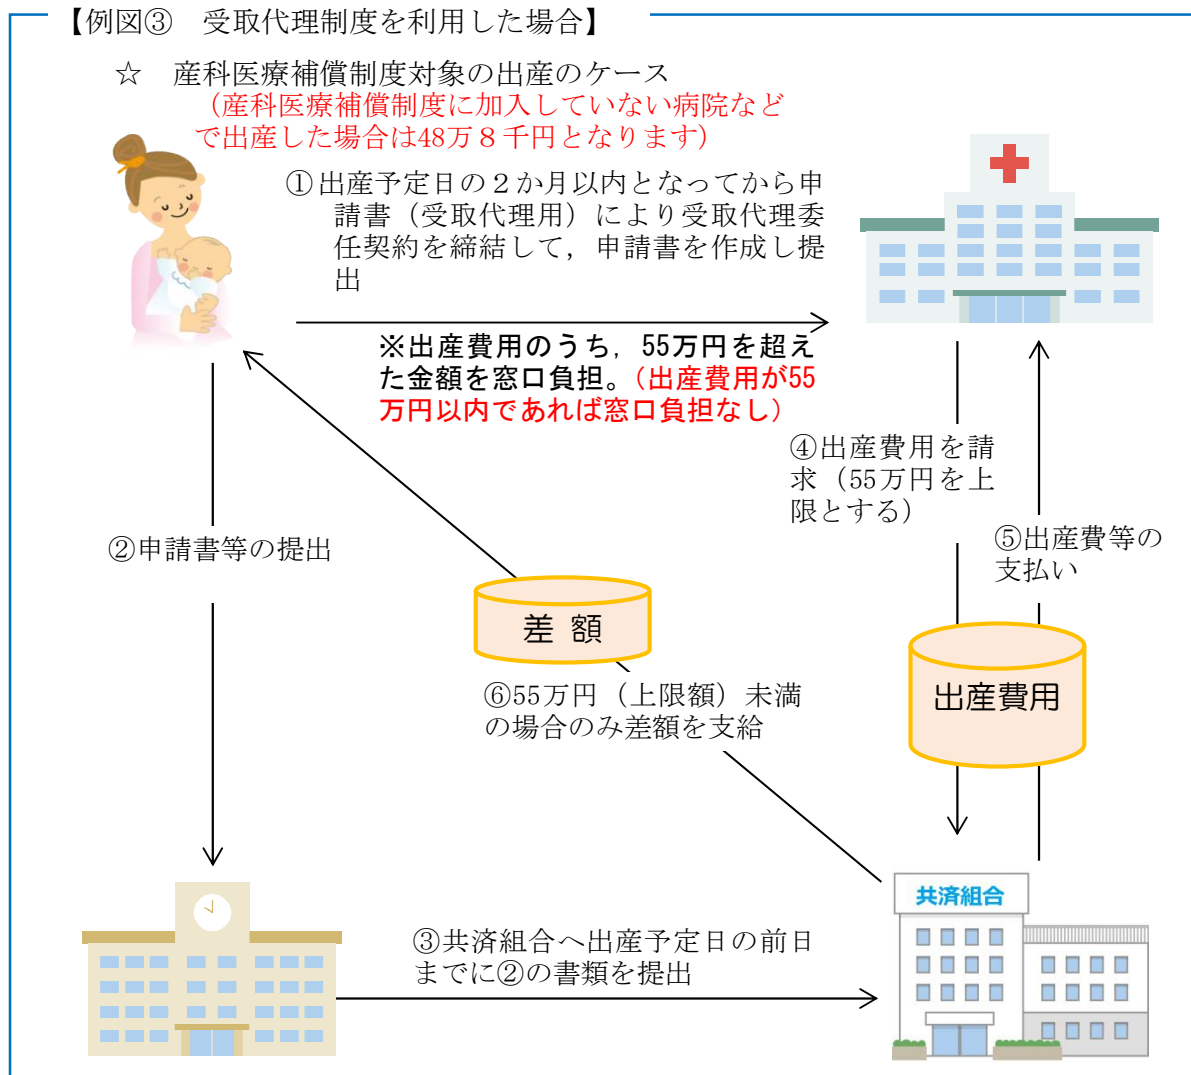 【例図③　受取代理制度を利用した場合】
☆　産科医療補償制度対象の出産のケース
（産科医療補償制度に加入していない病院など
で出産した場合は48万８千円となります）
①出産予定日の２か月以内となってから申
請書（受取代理用）により受取代理委
任契約を締結して，申請書を作成し提
出
※出産費用のうち，55万円を超え
た金額を窓口負担。（出産費用が55
万円以内であれば窓口負担なし）
④出産費用を請
求（55万円を上
限とする）
②申請書等の提出
⑤出産費等の
支払い
差 額
⑥55万円（上限額）未満
の場合のみ差額を支給
出産費用
共済組合
③共済組合へ出産予定日の前日
までに②の書類を提出